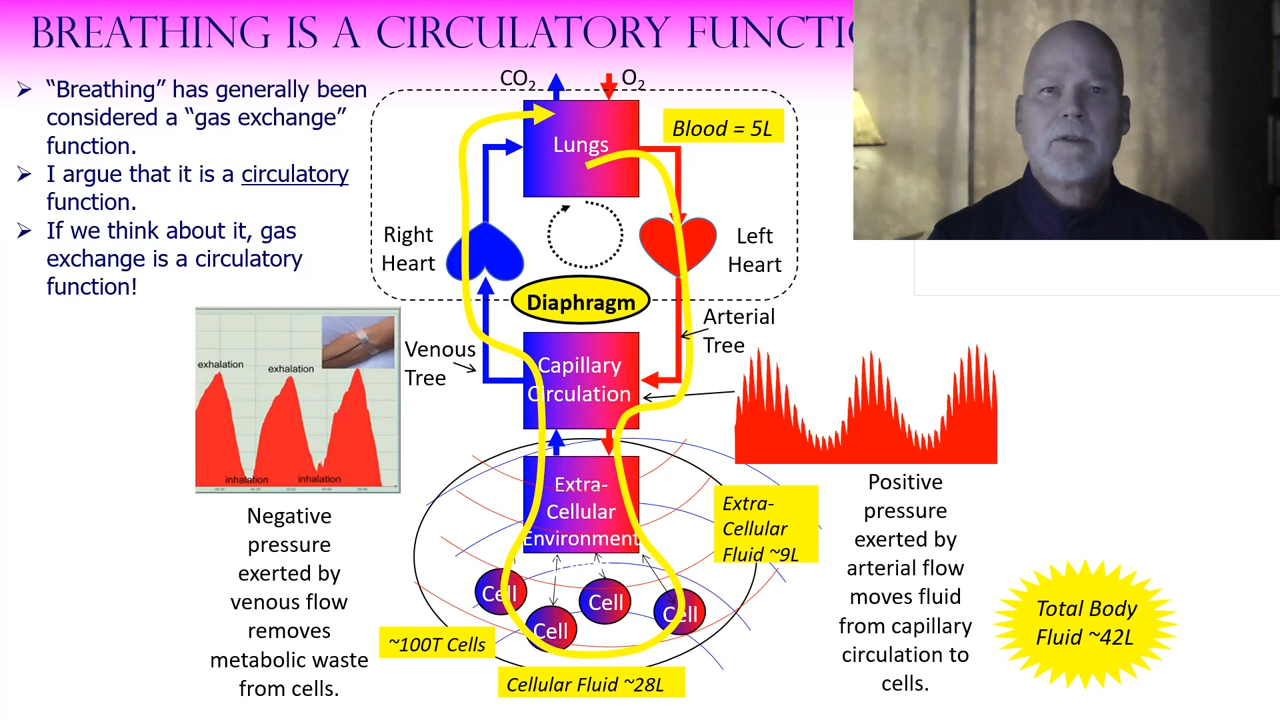 BREATHING IS A CIRCULATORY FUNCTI
➢ “Breathing” has generally been
considered a “gas exchange”
function.
➢ I argue that it is a circulatory
function.
➢ If we think about it, gas
exchange is a circulatory
function!
CO2
O2
Lungs
Blood = 5L
Right
Heart
Left
Heart
Diaphragm
Arterial
Tree
Venous
Tree
Capillary
Circulation
exhalation
exhalation
inhalation
inhalation
Negative
pressure
exerted by
venous flow
removes
metabolic waste
from cells.
Extra-
Cellular
Environment
Extra-
Cellular
Fluid ~9L
Cell
Cell
Cell
Cell
~100T Cells
Cellular Fluid ~28L
Positive
pressure
exerted by
arterial flow
moves fluid
from capillary
circulation to
cells.
Total Body
Fluid ~42L